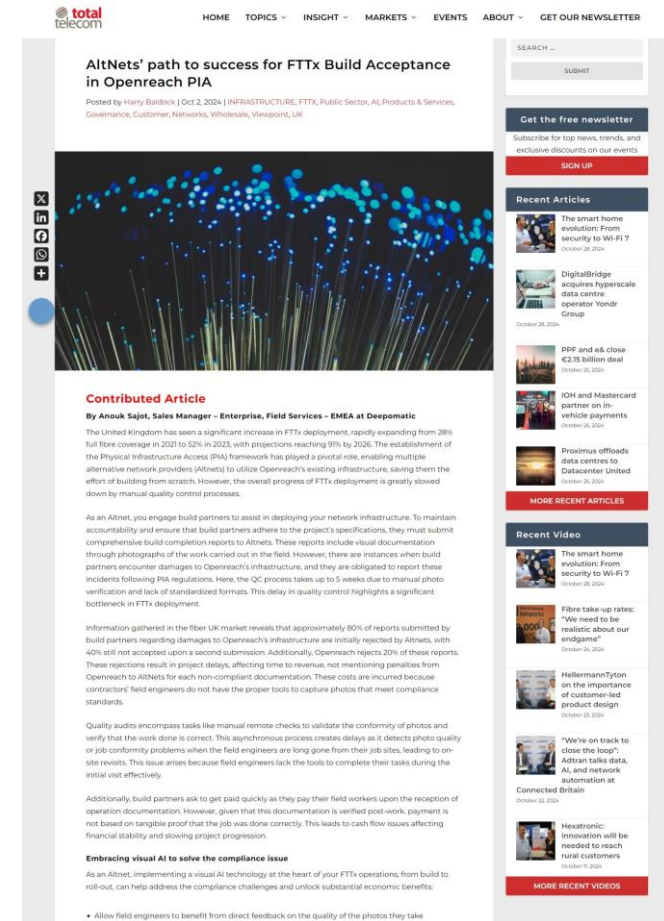 total
telecom
HOME TOPICS INSIGHT MARKETS EVENTS ABOUT GET OUR NEWSLETTER
AltNets’ path to success for FTTx Build Acceptance
in Openreach PIA
Posted by Harry Baldock | Oct 2, 2024 | INFRASTRUCTURE, FTTX, Public Sector, AI, Products & Services,
Governance, Customer, Networks, Wholesale, Viewpoint, UK
Contributed Article
By Anouk Sajot, Sales Manager – Enterprise, Field Services – EMEA at Deepomatic
The United Kingdom has seen a significant increase in FTTx deployment, rapidly expanding from 28%
full fibre coverage in 2021 to 52% in 2023, with projections reaching 91% by 2026. The establishment of
the Physical Infrastructure Access (PIA) framework has played a pivotal role, enabling multiple
alternative network providers (Altnets) to utilize Openreach’s existing infrastructure, saving them the
effort of building from scratch. However, the overall progress of FTTx deployment is greatly slowed
down by manual quality control processes.
As an Altnet, you engage build partners to assist in deploying your network infrastructure. To maintain
accountability and ensure that build partners adhere to the project’s specifications, they must submit
comprehensive build completion reports to Altnets. These reports include visual documentation
through photographs of the work carried out in the field. However, there are instances when build
partners encounter damages to Openreach’s infrastructure, and they are obligated to report these
incidents following PIA regulations. Here, the QC process takes up to 5 weeks due to manual photo
verification and lack of standardized formats. This delay in quality control highlights a significant
bottleneck in FTTx deployment.
Information gathered in the fiber UK market reveals that approximately 80% of reports submitted by
build partners regarding damages to Openreach’s infrastructure are initially rejected by Altnets, with
40% still not accepted upon a second submission. Additionally, Openreach rejects 20% of these reports.
These rejections result in project delays, affecting time to revenue, not mentioning penalties from
Openreach to AltNets for each non-compliant documentation. These costs are incurred because
contractors’ field engineers do not have the proper tools to capture photos that meet compliance
standards.
Quality audits encompass tasks like manual remote checks to validate the conformity of photos and
verify that the work done is correct. This asynchronous process creates delays as it detects photo quality
or job conformity problems when the field engineers are long gone from their job sites, leading to on-
site revisits. This issue arises because field engineers lack the tools to complete their tasks during the
initial visit effectively.
Additionally, build partners ask to get paid quickly as they pay their field workers upon the reception of
operation documentation. However, given that this documentation is verified post-work, payment is
not based on tangible proof that the job was done correctly. This leads to cash flow issues affecting
financial stability and slowing project progression.
Embracing visual AI to solve the compliance issue
As an Altnet, implementing a visual AI technology at the heart of your FTTx operations, from build to
roll-out, can help address the compliance challenges and unlock substantial economic benefits:
• Allow field engineers to benefit from direct feedback on the quality of the photos they take
SEARCH ...
SUBMIT
Get the free newsletter
Subscribe for top news, trends, and
exclusive discounts on our events
SIGN UP
Recent Articles
The smart home
evolution: From
security to Wi-Fi 7
October 28, 2024
DigitalBridge
acquires hyperscale
data centre
operator Yondr
Group
October 28, 2024
PPF and e& close
€2.15 billion deal
October 25, 2024
IOH and Mastercard
partner on in-
vehicle payments
October 25, 2024
Proximus offloads
data centres to
Datacenter United
October 25, 2024
MORE RECENT ARTICLES
Recent Video
The smart home
evolution: From
security to Wi-Fi 7
October 28, 2024
Fibre take-up rates:
“We need to be
realistic about our
endgame”
October 24, 2024
HellermannTyton
on the importance
of customer-led
product design
October 23, 2024
“We’re on track to
close the loop”:
Adtran talks data,
AI, and network
automation at
Connected Britain
October 22, 2024
Hexatronic:
Innovation will be
needed to reach
rural customers
October 11, 2024
MORE RECENT VIDEOS